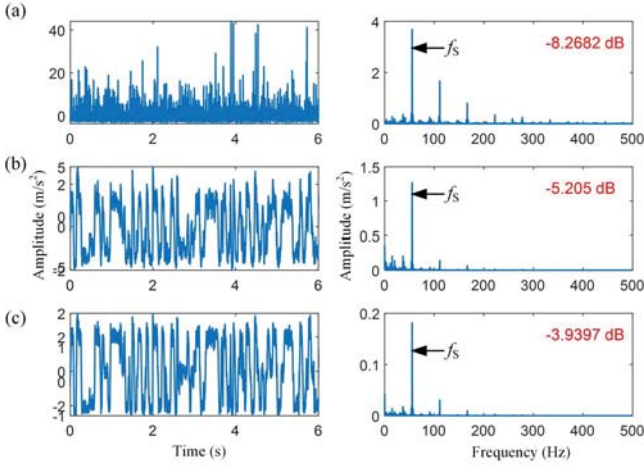 (a)
40
20
0
0 2 4 6
4
2
0
0 100 200 300 400 500
-8.2682 dB
fs
(b)
Amplitude (m/s²)
5
2
0
0
-5
0 2 4 6
Amplitude (m/s²)
1.5
1
0.5
0
0 100 200 300 400 500
-5.205 dB
fs
(c)
2
2
1
0
0
-2
-1
0 2 4 6
Time (s)
0.2
0.1
0
0 100 200 300 400 500
-3.9397 dB
fs
Frequency (Hz)